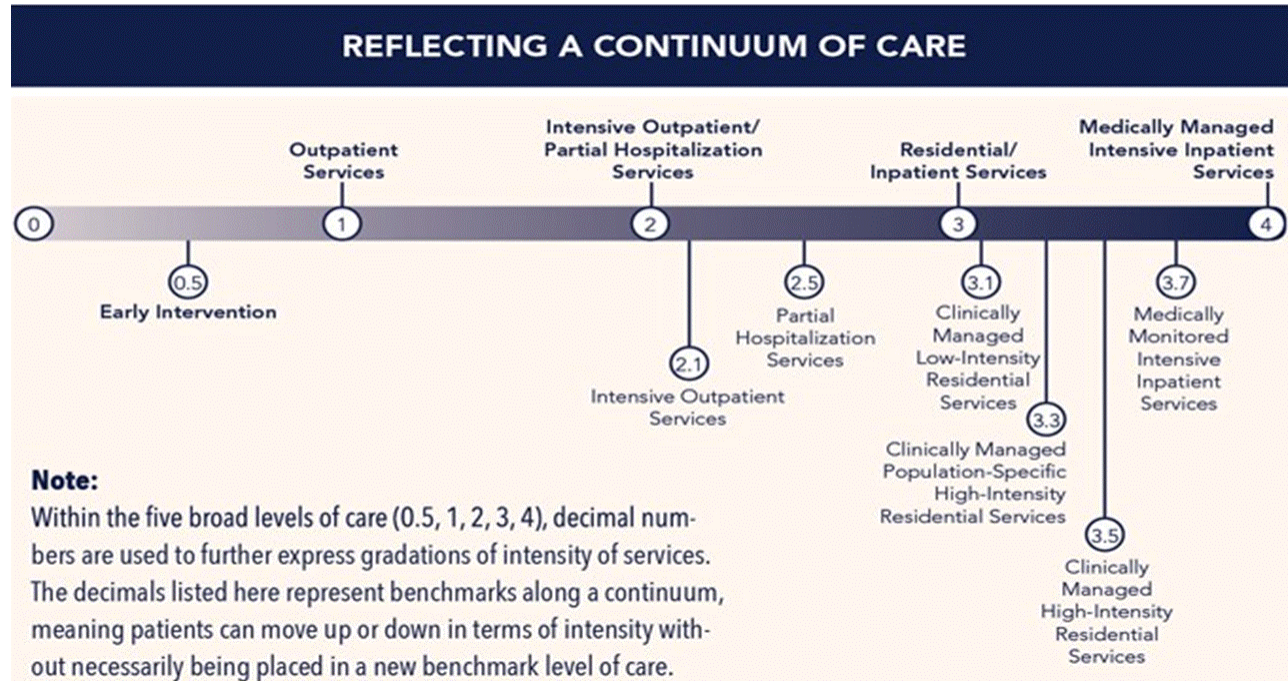 REFLECTING A CONTINUUM OF CARE
Outpatient
Services
Intensive Outpatient/
Partial Hospitalization
Services
Residential/
Inpatient Services
Medically Managed
Intensive Inpatient
Services
0
1
2
3
4
0.5
Early Intervention
2.1
Intensive Outpatient
Services
2.5
Partial
Hospitalization
Services
3.1
Clinically
Managed
Low-Intensity
Residential
Services
3.3
Clinically Managed
Population-Specific
High-Intensity
Residential Services
3.5
Clinically
Managed
High-Intensity
Residential
Services
3.7
Medically
Monitored
Intensive
Inpatient
Services
Note:
Within the five broad levels of care (0.5, 1, 2, 3, 4), decimal num-
bers are used to further express gradations of intensity of services.
The decimals listed here represent benchmarks along a continuum,
meaning patients can move up or down in terms of intensity with-
out necessarily being placed in a new benchmark level of care.